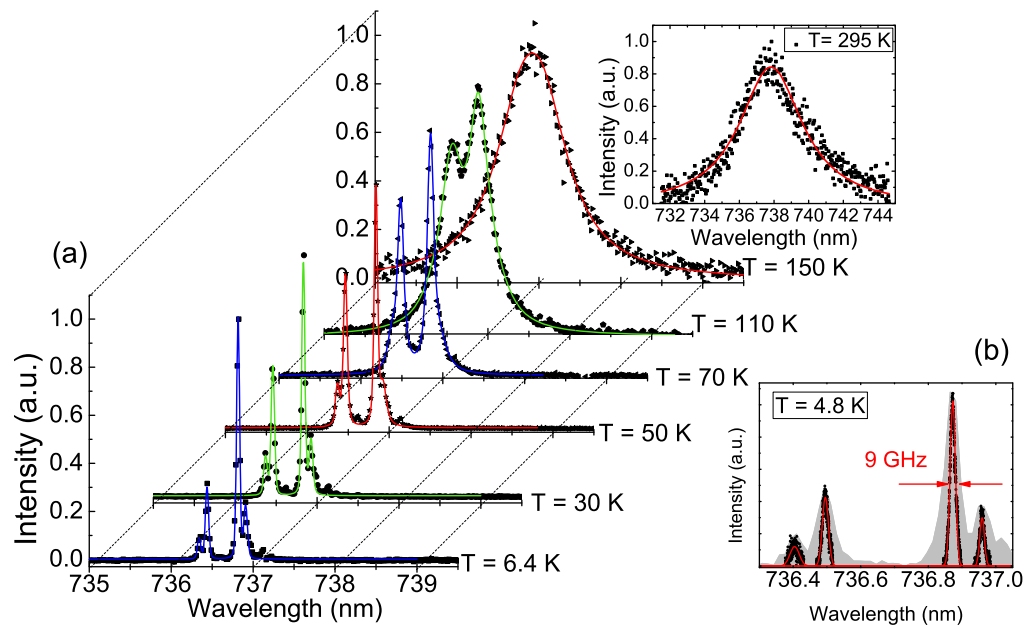 (a)
Intensity (a.u.)
1.0
0.8
0.6
0.4
0.2
0.0
1.0
0.8
0.6
0.4
0.2
0.0
735 736 737 738 739
Wavelength (nm)
T = 6.4 K
T = 30 K
T = 50 K
T = 70 K
T = 110 K
T = 150 K
T= 295 K
Intensity (a.u.)
1.0
0.8
0.6
0.4
0.2
0.0
732 734 736 738 740 742 744
Wavelength (nm)
(b)
T = 4.8 K
9 GHz
Intensity (a.u.)
736.4 736.6 736.8 737.0
Wavelength (nm)